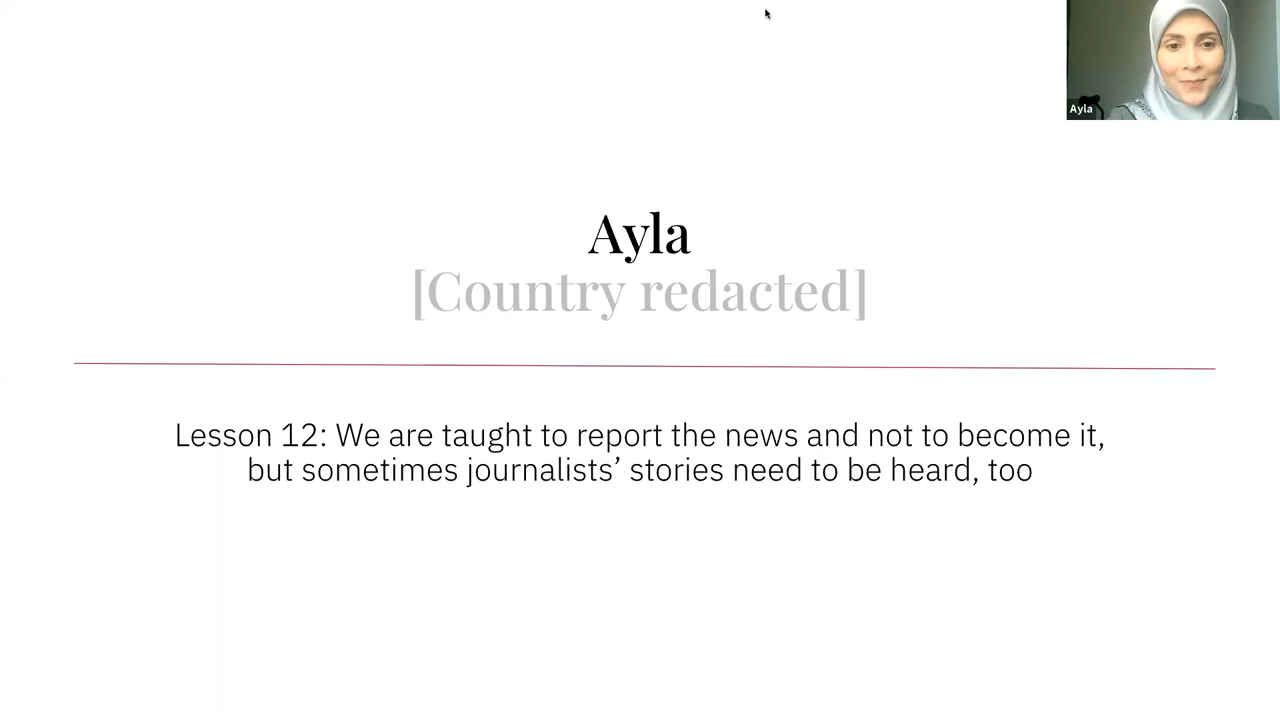 Ayla
Ayla
[Country redacted]
Lesson 12: We are taught to report the news and not to become it,
but sometimes journalists’ stories need to be heard, too